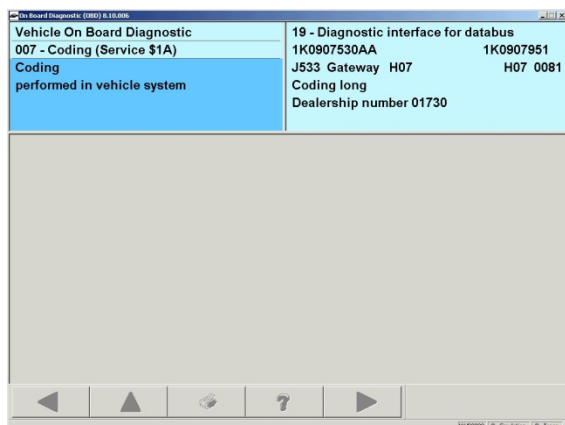 On Board Diagnostic (OBD) 8.10.006
Vehicle On Board Diagnostic
007 - Coding (Service $1A)
Coding
performed in vehicle system
19 - Diagnostic interface for databus
1K0907530AA 1K0907951
J533 Gateway H07 H07 0081
Coding long
Dealership number 01730